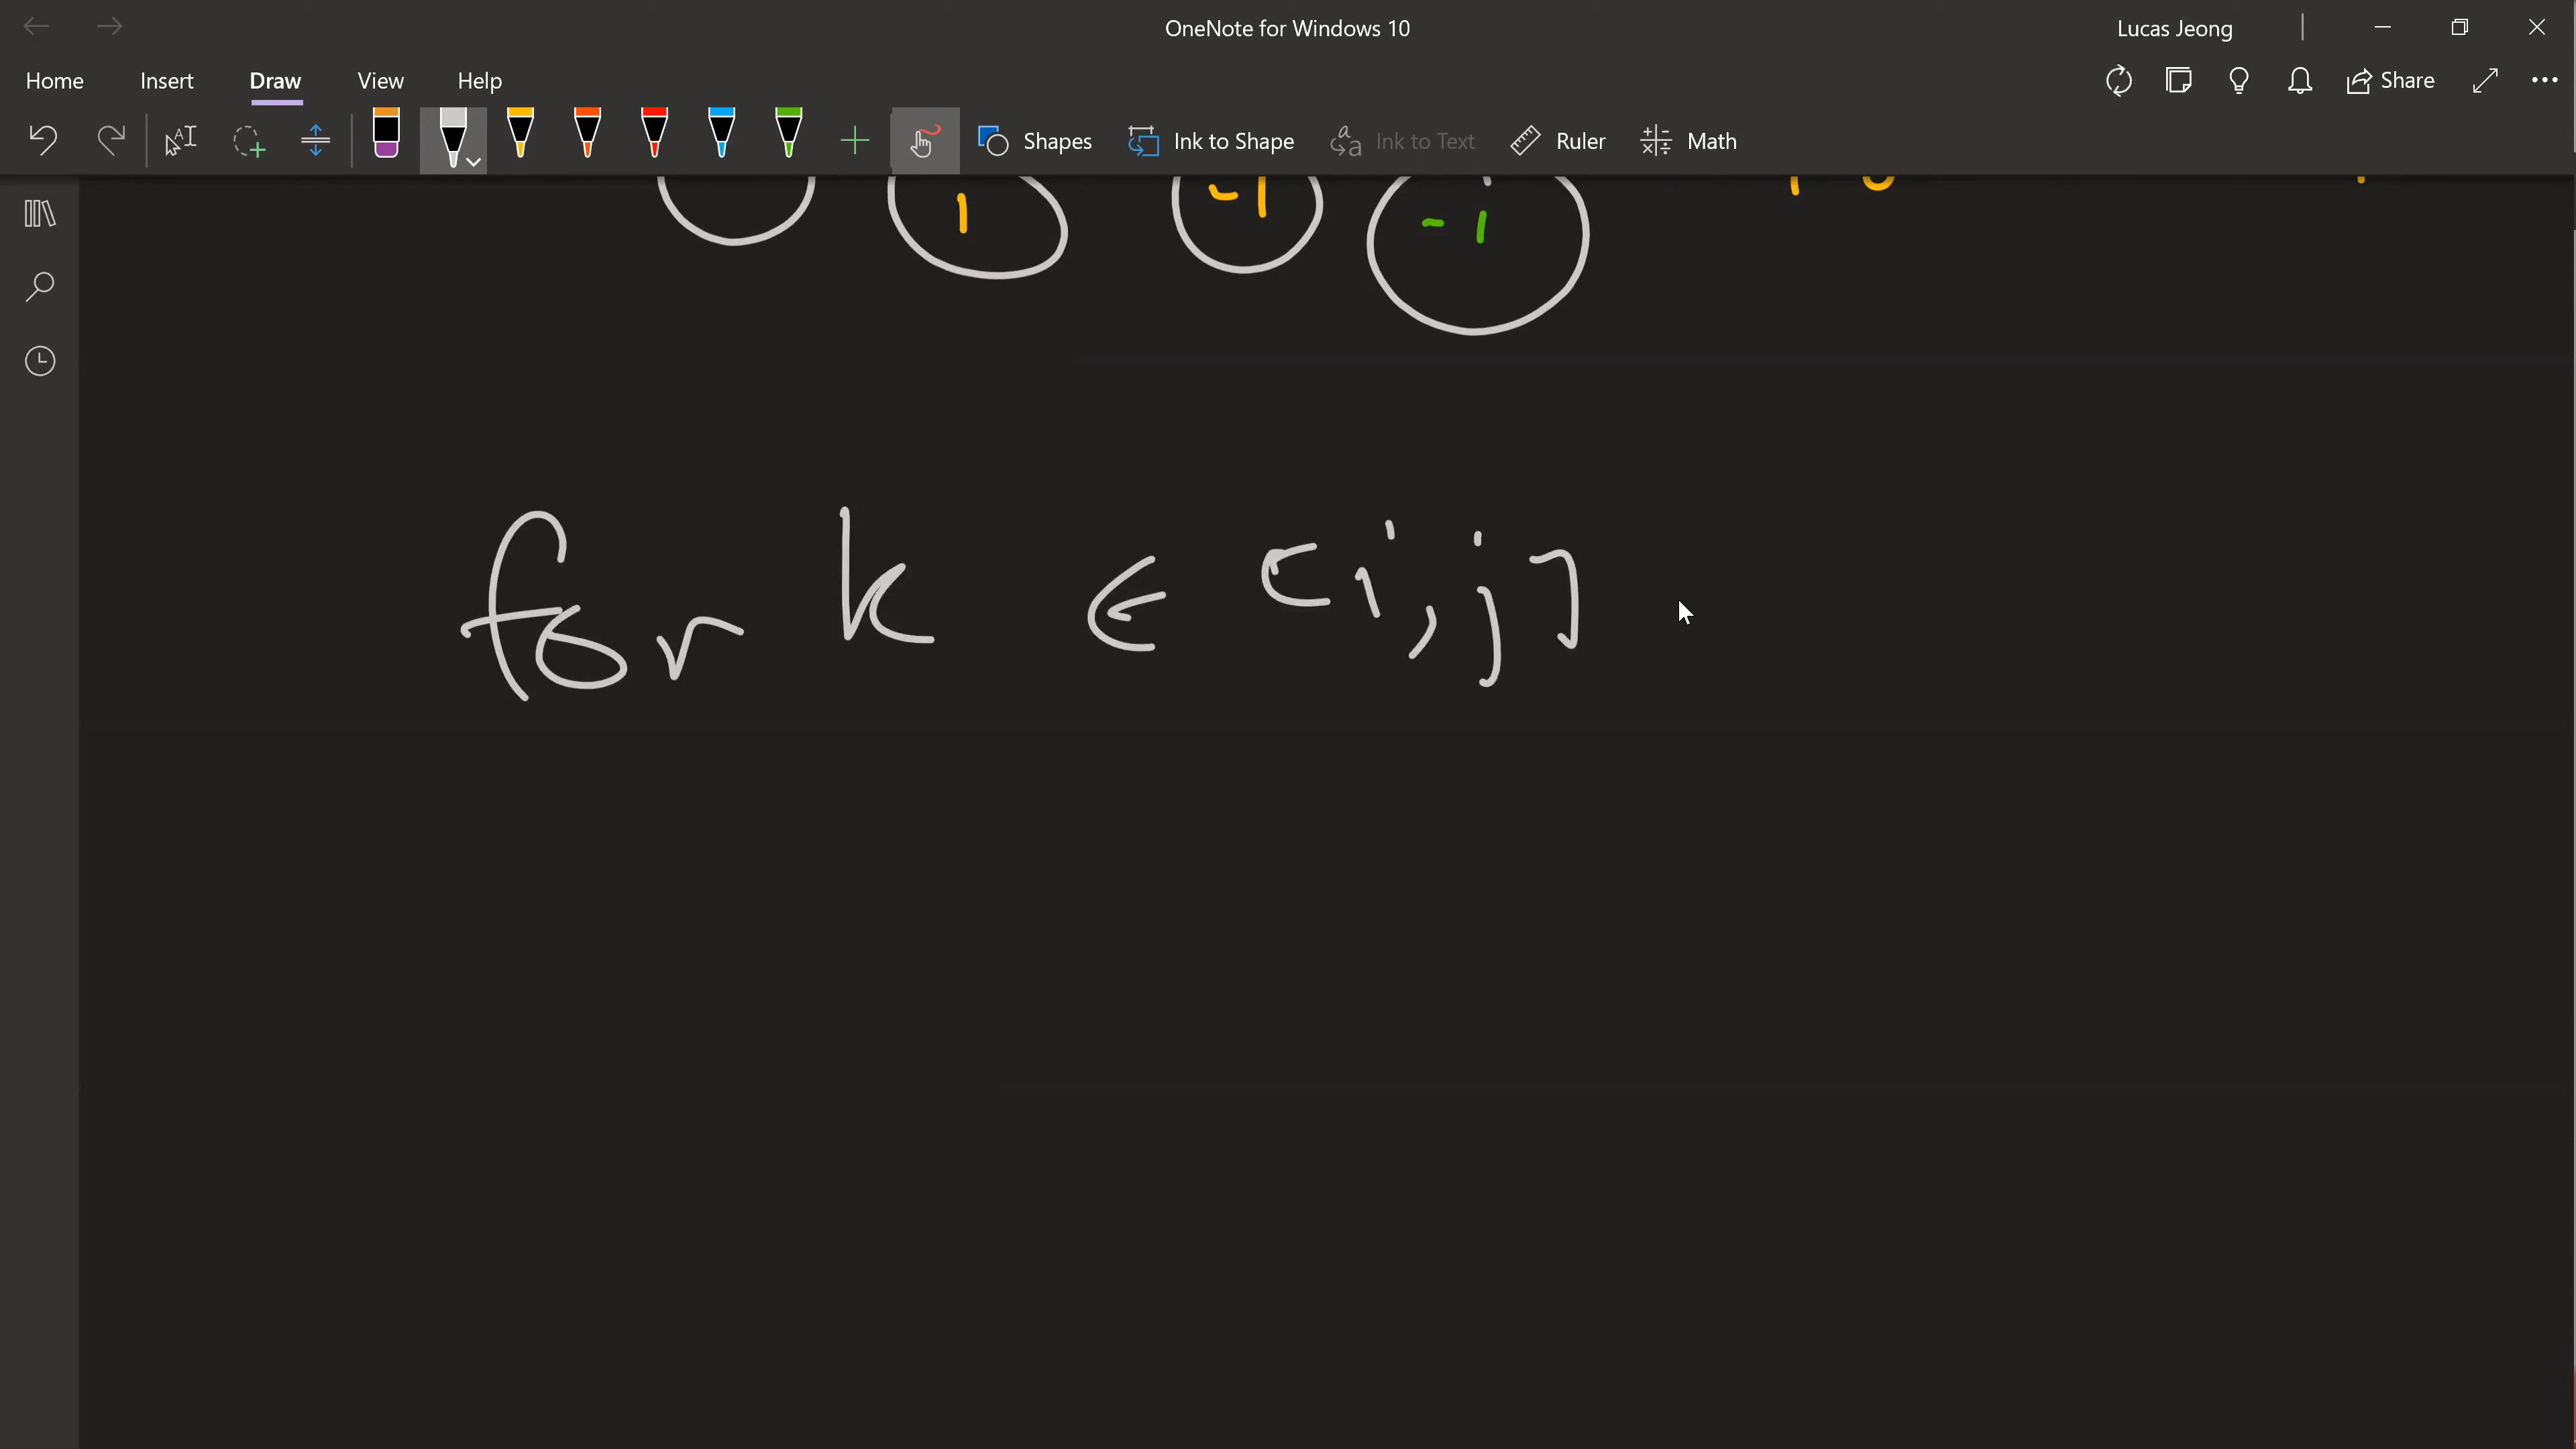 OneNote for Windows 10
Lucas Jeong
Home Insert Draw View Help
Share
Shapes Ink to Shape Ink to Text Ruler Math
1 -1
-1
for k ∈ [i, j]